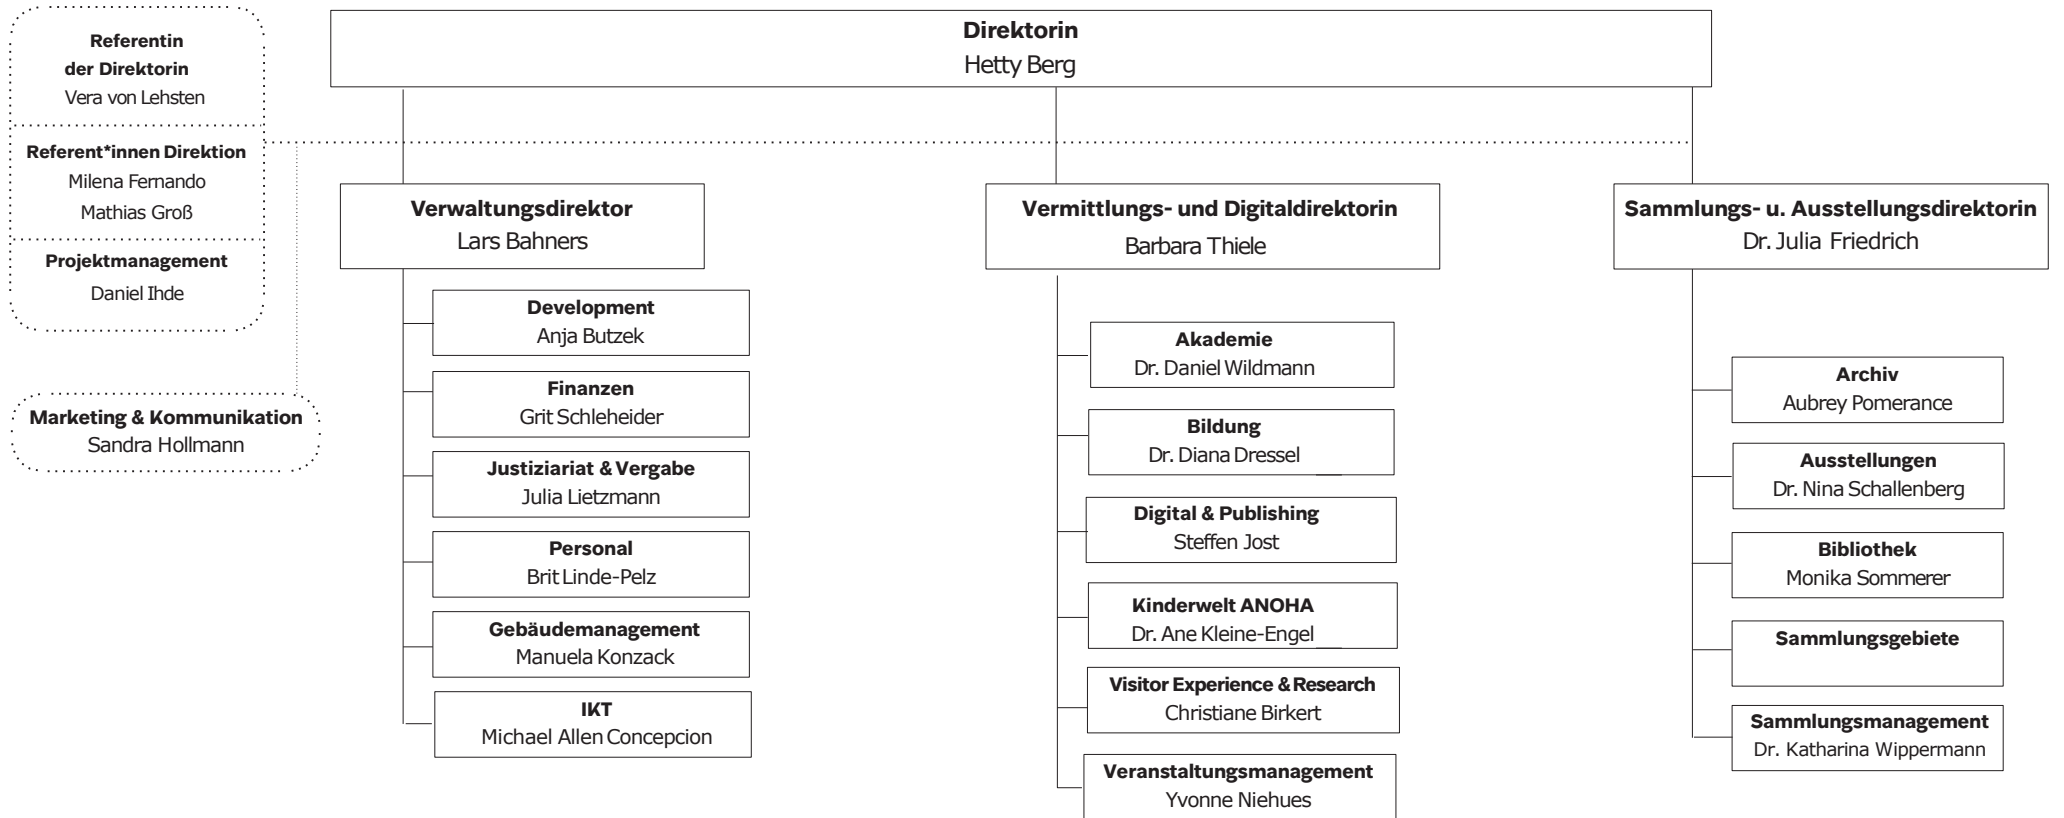 Direktorin
Hetty Berg
Referentin
der Direktorin
Vera von Lehsten
Referent*innen Direktion
Milena Fernando
Mathias Groß
Projektmanagement
Daniel Ihde
Marketing & Kommunikation
Sandra Hollmann
Verwaltungsdirektor
Lars Bahners
Development
Anja Butzek
Finanzen
Grit Schleheider
Justiziariat & Vergabe
Julia Lietzmann
Personal
Brit Linde-Pelz
Gebäudemanagement
Manuela Konzack
IKT
Michael Allen Concepcion
Vermittlungs- und Digitaldirektorin
Barbara Thiele
Akademie
Dr. Daniel Wildmann
Bildung
Dr. Diana Dressel
Digital & Publishing
Steffen Jost
Kinderwelt ANOHA
Dr. Ane Kleine-Engel
Visitor Experience & Research
Christiane Birkert
Veranstaltungsmanagement
Yvonne Niehues
Sammlungs- u. Ausstellungsdirektorin
Dr. Julia Friedrich
Archiv
Aubrey Pomerance
Ausstellungen
Dr. Nina Schallenberg
Bibliothek
Monika Sommerer
Sammlungsgebiete
Sammlungsmanagement
Dr. Katharina Wippermann